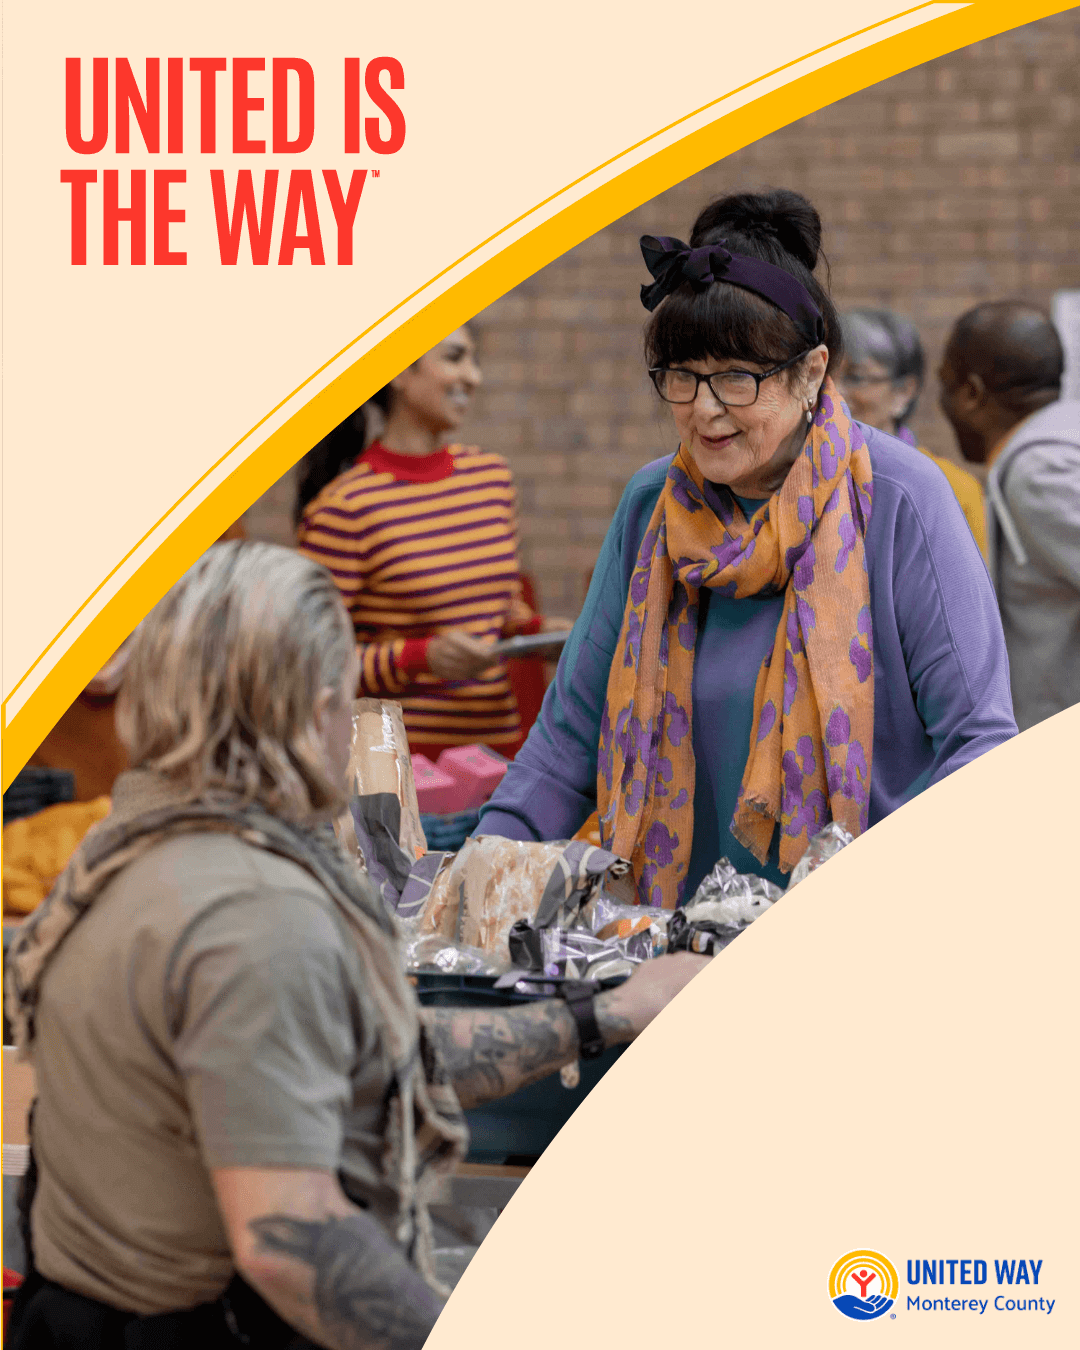 UNITED IS
THE WAY™
UNITED WAY
Monterey County
®